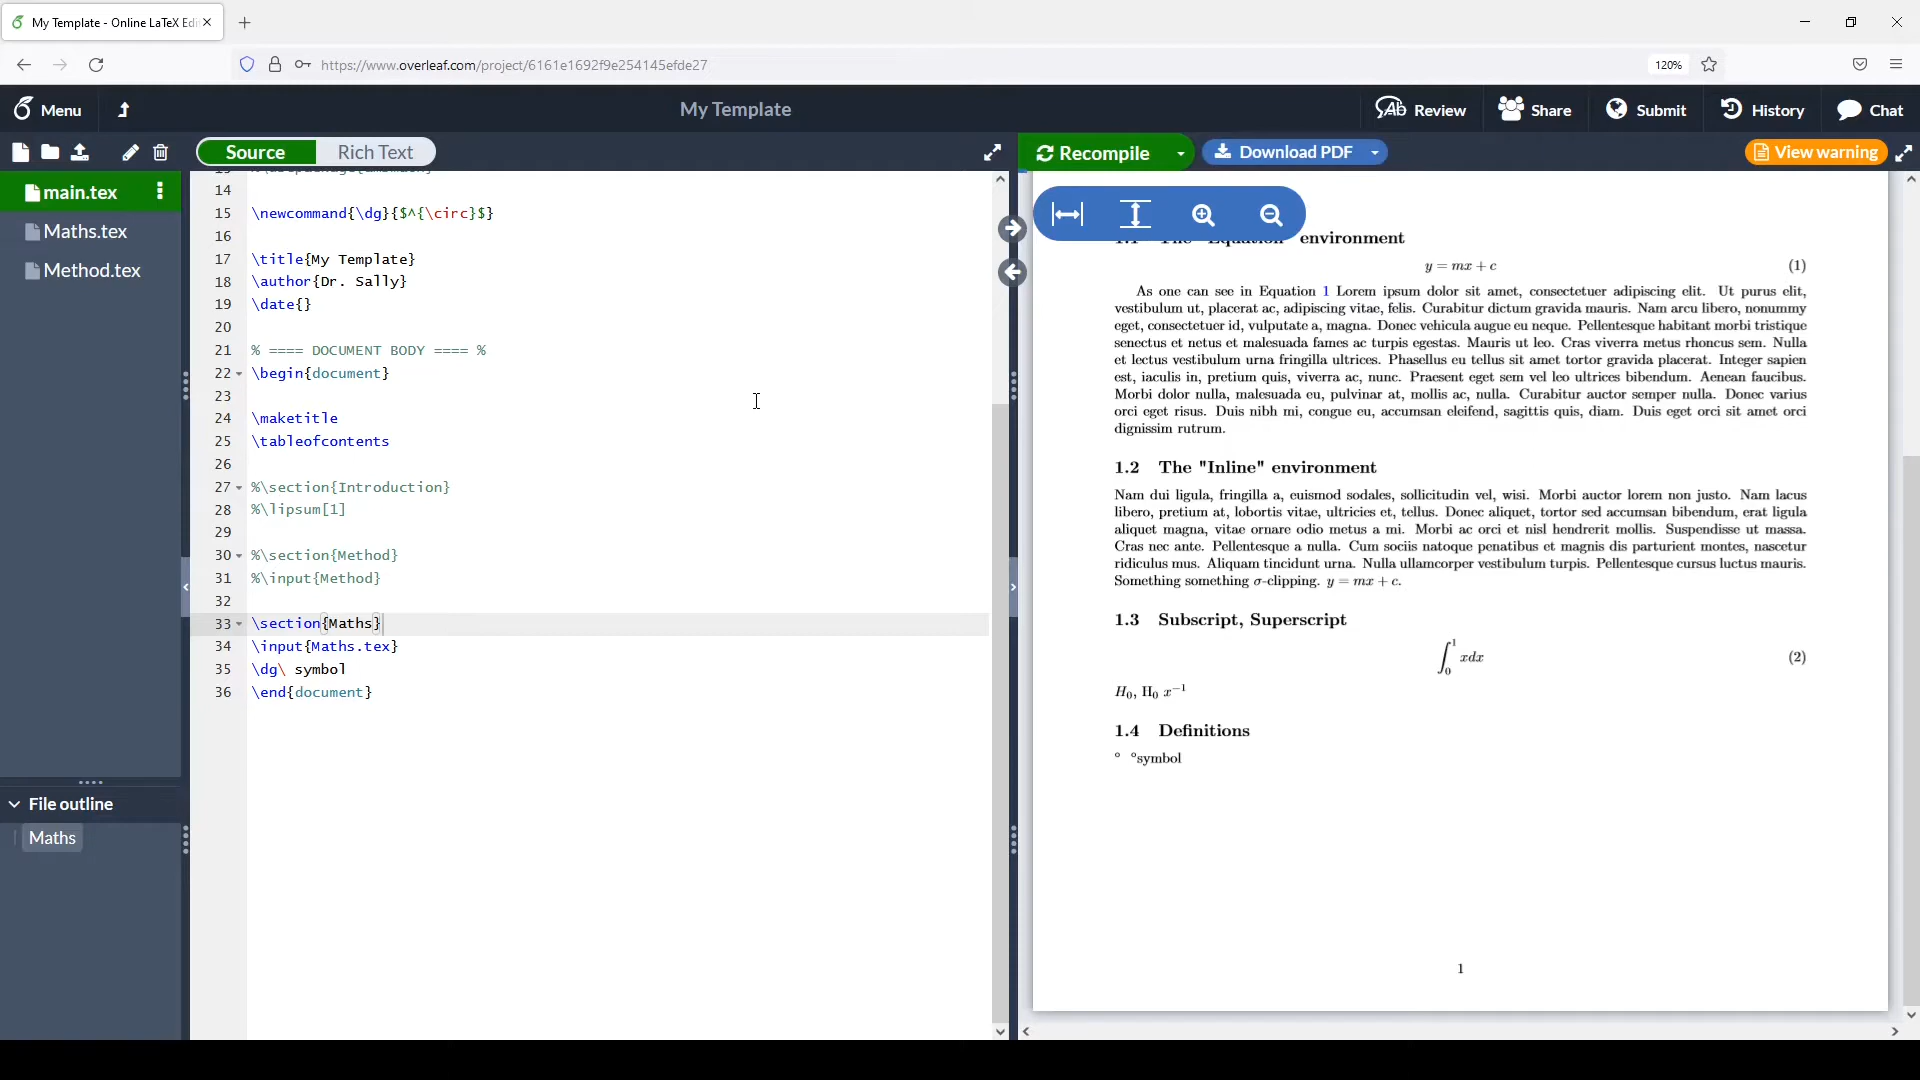 My Template - Online LaTeX Edi
https://www.overleaf.com/project/6161e1692f9e254145efde27
120%
Menu
My Template
Review
Share
Submit
History
Chat
Source
Rich Text
Recompile
Download PDF
View warning
main.tex
Maths.tex
Method.tex
File outline
Maths
14
15 \newcommand{\dg}{$^{\circ}$}
16
17 \title{My Template}
18 \author{Dr. Sally}
19 \date{}
20
21 % ==== DOCUMENT BODY ==== %
22 \begin{document}
23
24 \maketitle
25 \tableofcontents
26
27 %\section{Introduction}
28 %\lipsum[1]
29
30 %\section{Method}
31 %\input{Method}
32
33 \section{Maths}
34 \input{Maths.tex}
35 \dg\ symbol
36 \end{document}
1.1 The "Equation" environment
y = mx + c (1)
As one can see in Equation 1 Lorem ipsum dolor sit amet, consectetuer adipiscing elit. Ut purus elit,
vestibulum ut, placerat ac, adipiscing vitae, felis. Curabitur dictum gravida mauris. Nam arcu libero, nonummy
eget, consectetuer id, vulputate a, magna. Donec vehicula augue eu neque. Pellentesque habitant morbi tristique
senectus et netus et malesuada fames ac turpis egestas. Mauris ut leo. Cras viverra metus rhoncus sem. Nulla
et lectus vestibulum urna fringilla ultrices. Phasellus eu tellus sit amet tortor gravida placerat. Integer sapien
est, iaculis in, pretium quis, viverra ac, nunc. Praesent eget sem vel leo ultrices bibendum. Aenean faucibus.
Morbi dolor nulla, malesuada eu, pulvinar at, mollis ac, nulla. Curabitur auctor semper nulla. Donec varius
orci eget risus. Duis nibh mi, congue eu, accumsan eleifend, sagittis quis, diam. Duis eget orci sit amet orci
dignissim rutrum.
1.2 The "Inline" environment
Nam dui ligula, fringilla a, euismod sodales, sollicitudin vel, wisi. Morbi auctor lorem non justo. Nam lacus
libero, pretium at, lobortis vitae, ultricies et, tellus. Donec aliquet, tortor sed accumsan bibendum, erat ligula
aliquet magna, vitae ornare odio metus a mi. Morbi ac orci et nisl hendrerit mollis. Suspendisse ut massa.
Cras nec ante. Pellentesque a nulla. Cum sociis natoque penatibus et magnis dis parturient montes, nascetur
ridiculus mus. Aliquam tincidunt urna. Nulla ullamcorper vestibulum turpis. Pellentesque cursus luctus mauris.
Something something σ-clipping. y = mx + c.
1.3 Subscript, Superscript
∫₀¹ xdx (2)
H₀, Π₀ x⁻¹
1.4 Definitions
° °symbol
1